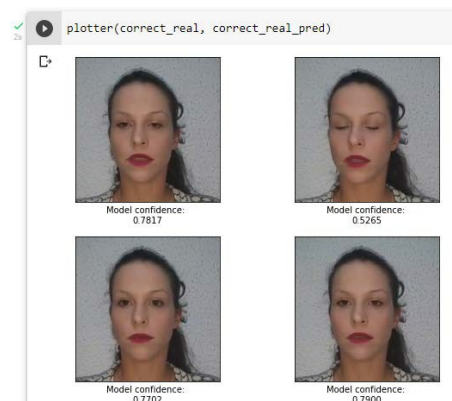 plotter(correct_real, correct_real_pred)
2s
Model confidence:
0.7817
Model confidence:
0.5265
Model confidence:
0.7702
Model confidence:
0.7900